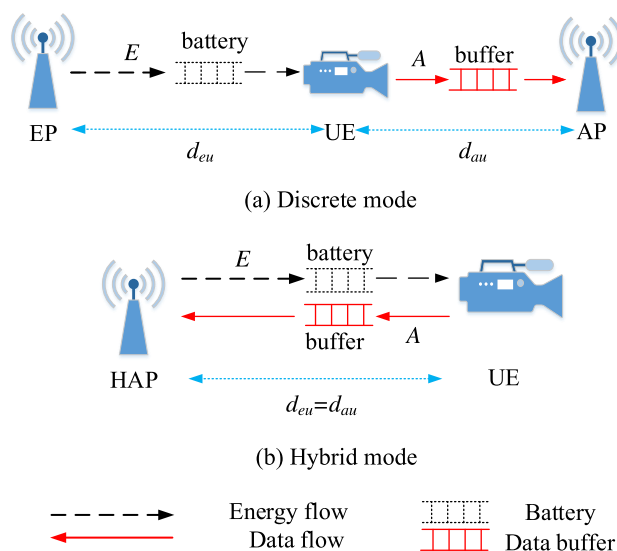 battery
E
A
buffer
EP
UE
AP
d_eu
d_au
(a) Discrete mode
battery
E
buffer
A
HAP
UE
d_eu=d_au
(b) Hybrid mode
Energy flow
Battery
Data flow
Data buffer